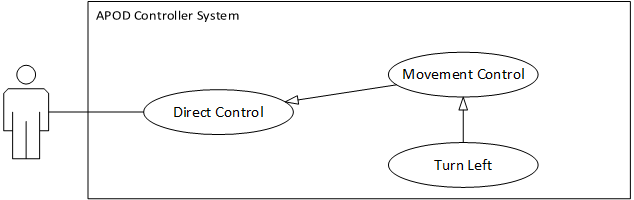 APOD Controller System
Movement Control
Direct Control
Turn Left